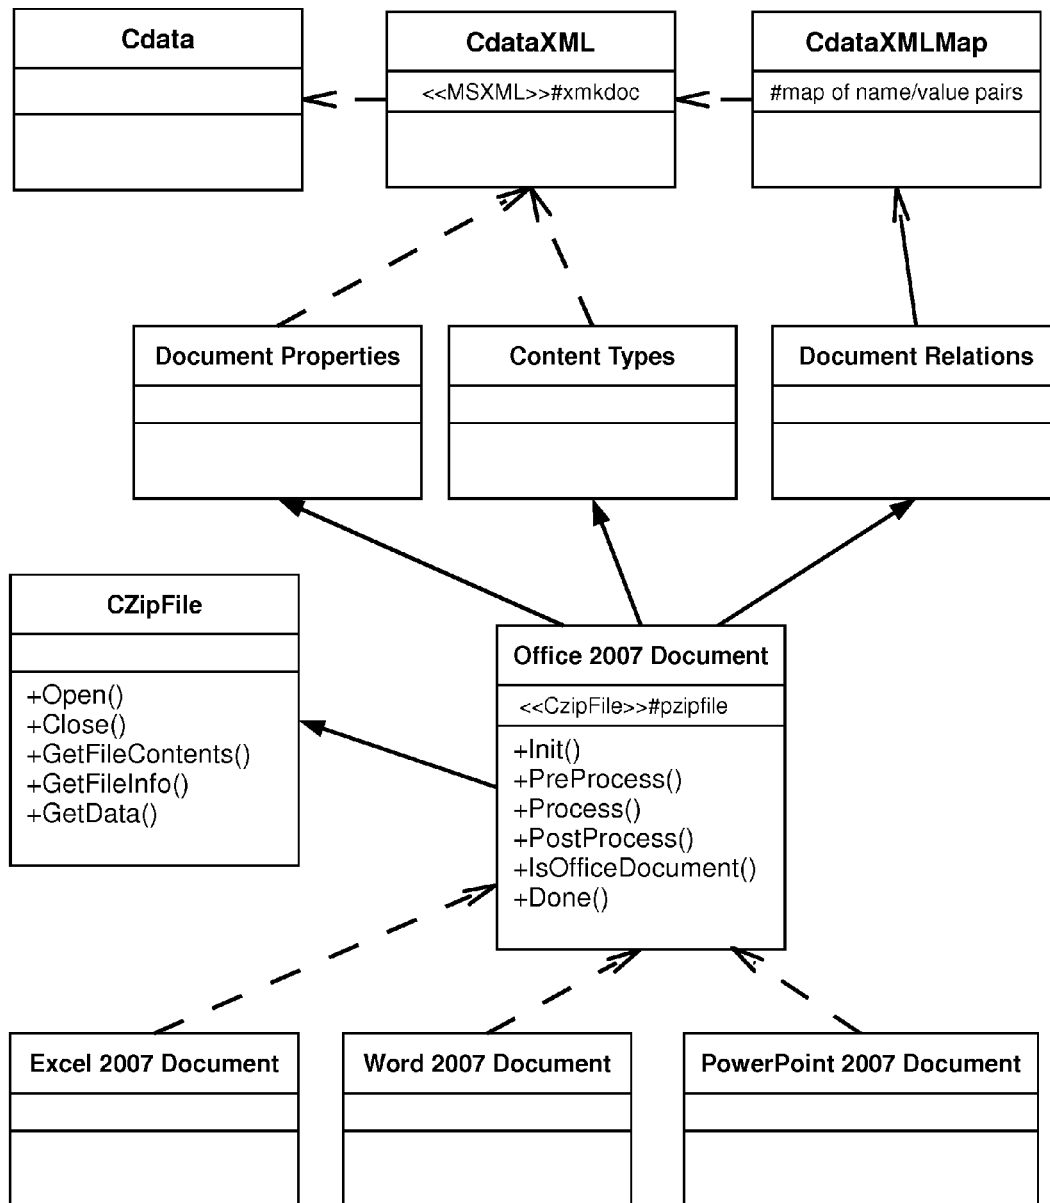 Cdata
CdataXML
<<MSXML>>#xmkdoc
CdataXMLMap
#map of name/value pairs
Document Properties
Content Types
Document Relations
CZipFile
+Open()
+Close()
+GetFileContents()
+GetFileInfo()
+GetData()
Office 2007 Document
<<CzipFile>>#pzipfile
+Init()
+PreProcess()
+Process()
+PostProcess()
+IsOfficeDocument()
+Done()
Excel 2007 Document
Word 2007 Document
PowerPoint 2007 Document